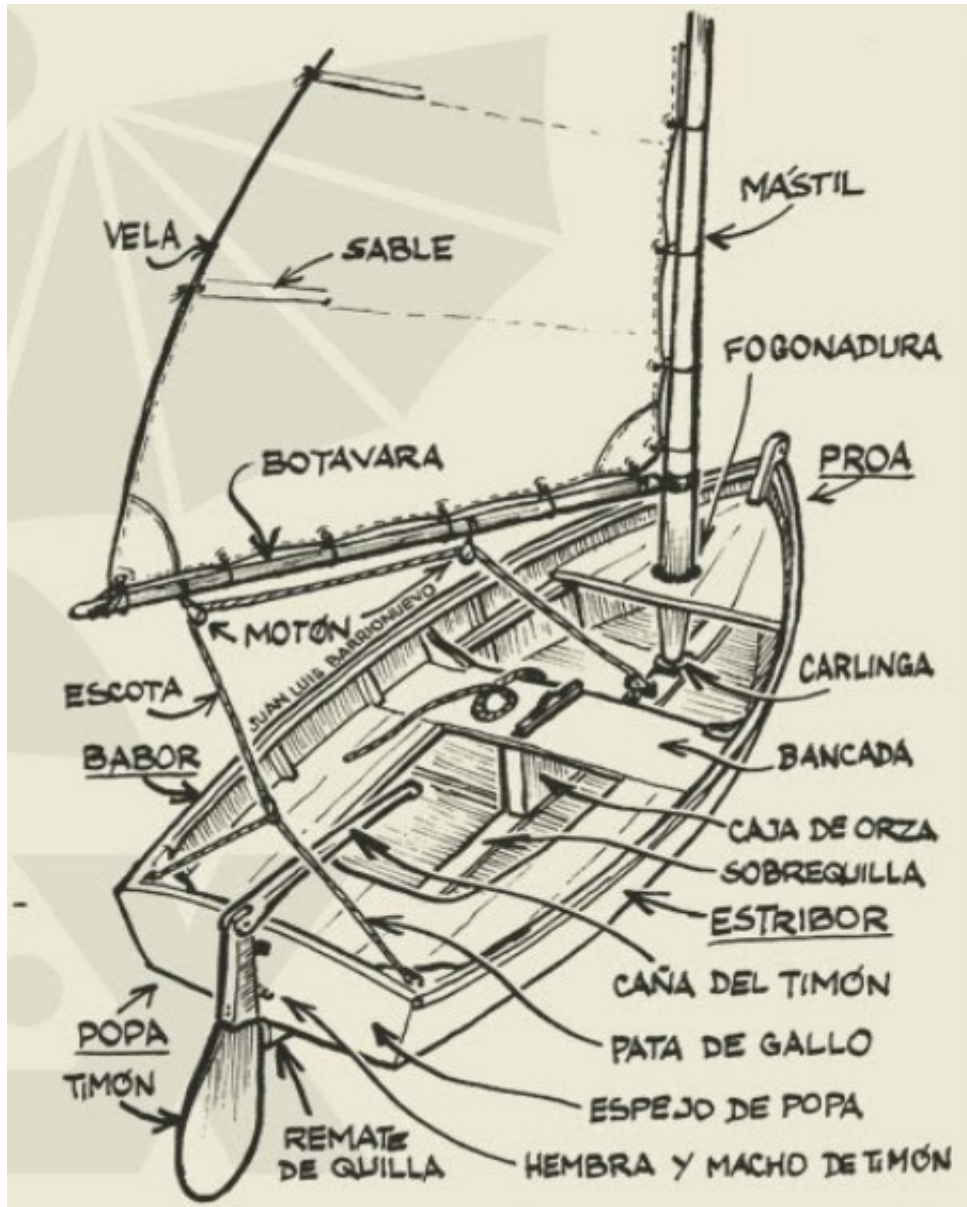 MÁSTIL
VELA
SABLE
FOGONADURA
BOTAVARA
PROA
MOTÓN
JUAN LUIS BARRIONUEVO
ESCOTA
CARLINGA
BABOR
BANCADA
CAJA DE ORZA
SOBREQUILLA
ESTRIBOR
CAÑA DEL TIMÓN
POPA
PATA DE GALLO
TIMÓN
ESPEJO DE POPA
REMATE
DE QUILLA
HEMBRA Y MACHO DE TIMÓN